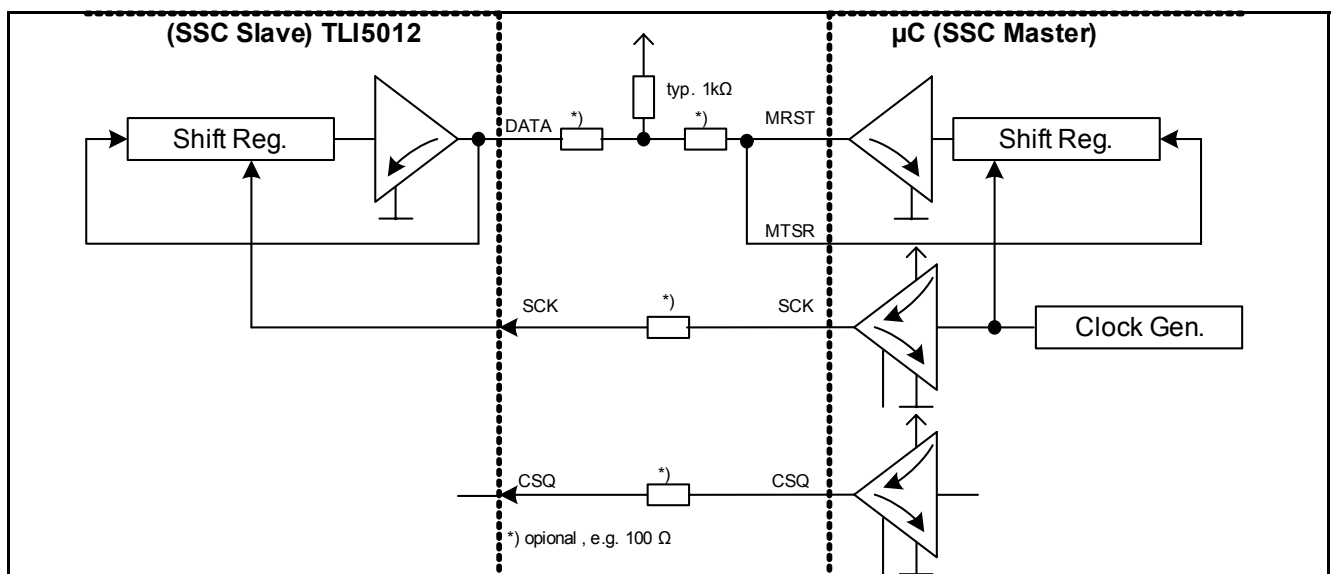 (SSC Slave) TLI5012
µC (SSC Master)
typ. 1kΩ
*)
*)
DATA
MRST
Shift Reg.
Shift Reg.
MTSR
SCK
*)
SCK
Clock Gen.
CSQ
*)
CSQ
*) opional , e.g. 100 Ω